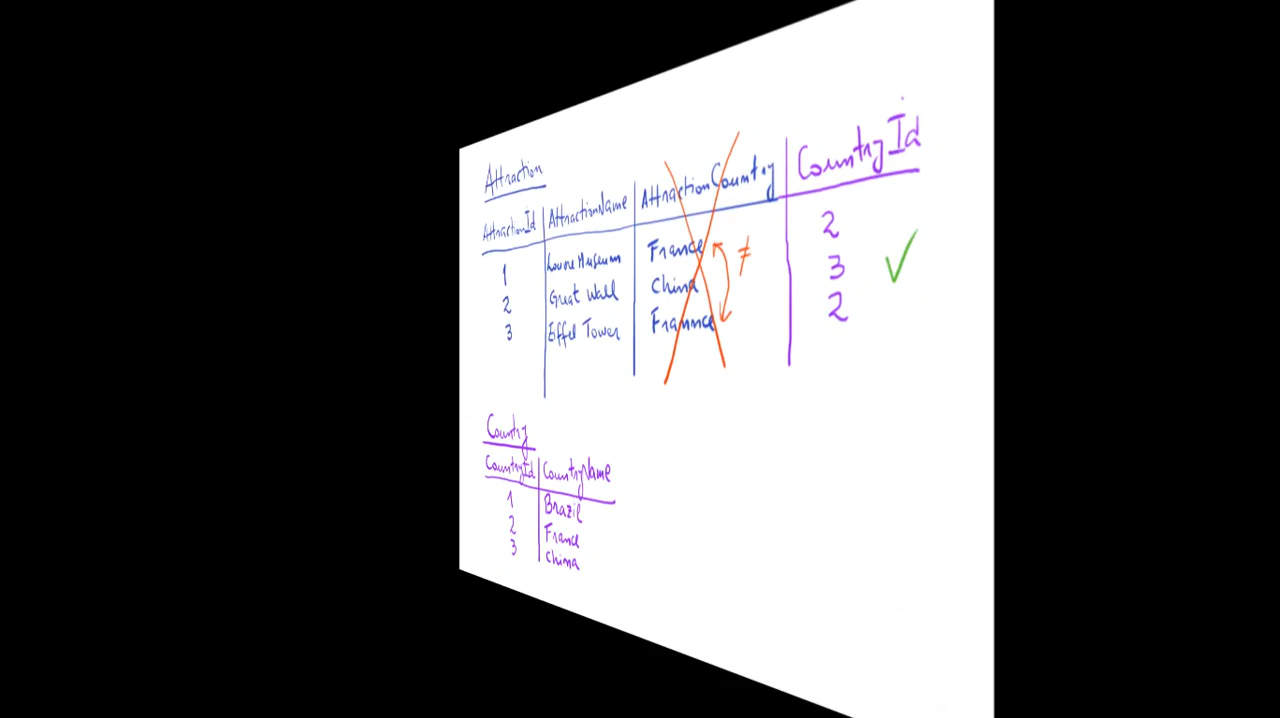 Attraction
AttractionId AttractionName AttractionCountry CountryId
1 Louvre Museum France 2
2 Great Wall China 3
3 Eiffel Tower Frannce 2
≠
✓
Country
CountryId CountryName
1 Brazil
2 France
3 China